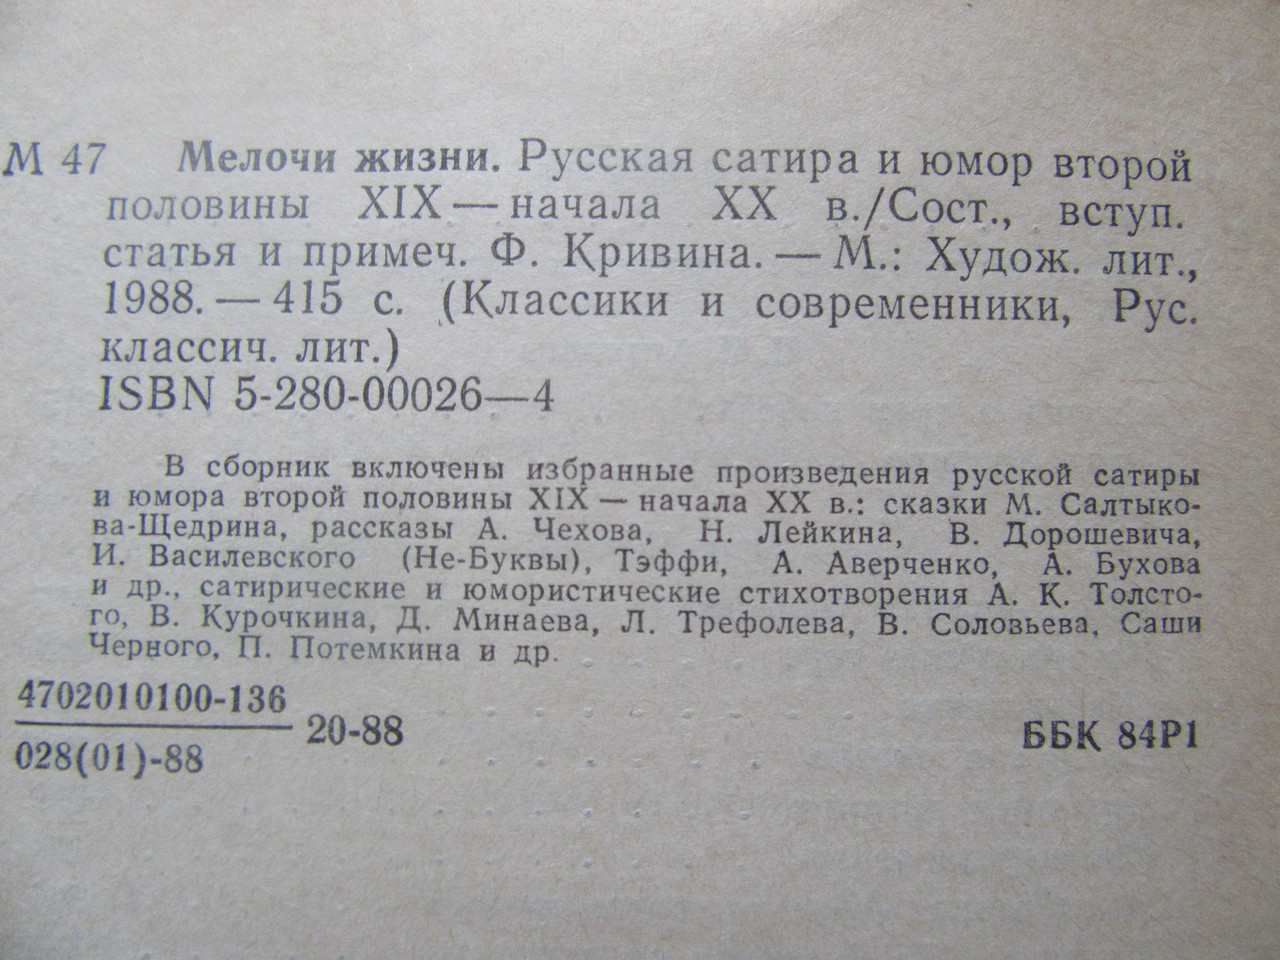 М 47 Мелочи жизни. Русская сатира и юмор второй
половины XIX — начала XX в./Сост., вступ.
статья и примеч. Ф. Кривина. — М.: Худож. лит.,
1988. — 415 с. (Классики и современники, Рус.
классич. лит.)
ISBN 5-280-00026—4
В сборник включены избранные произведения русской сатиры
и юмора второй половины XIX — начала XX в.: сказки М. Салтыко-
ва-Щедрина, рассказы А. Чехова, Н. Лейкина, В. Дорошевича,
И. Василевского (Не-Буквы), Тэффи, А. Аверченко, А. Бухова
и др., сатирические и юмористические стихотворения А. К. Толсто-
го, В. Курочкина, Д. Минаева, Л. Трефолева, В. Соловьева, Саши
Черного, П. Потемкина и др.
4702010100-136
028(01)-88
20-88
ББК 84Р1